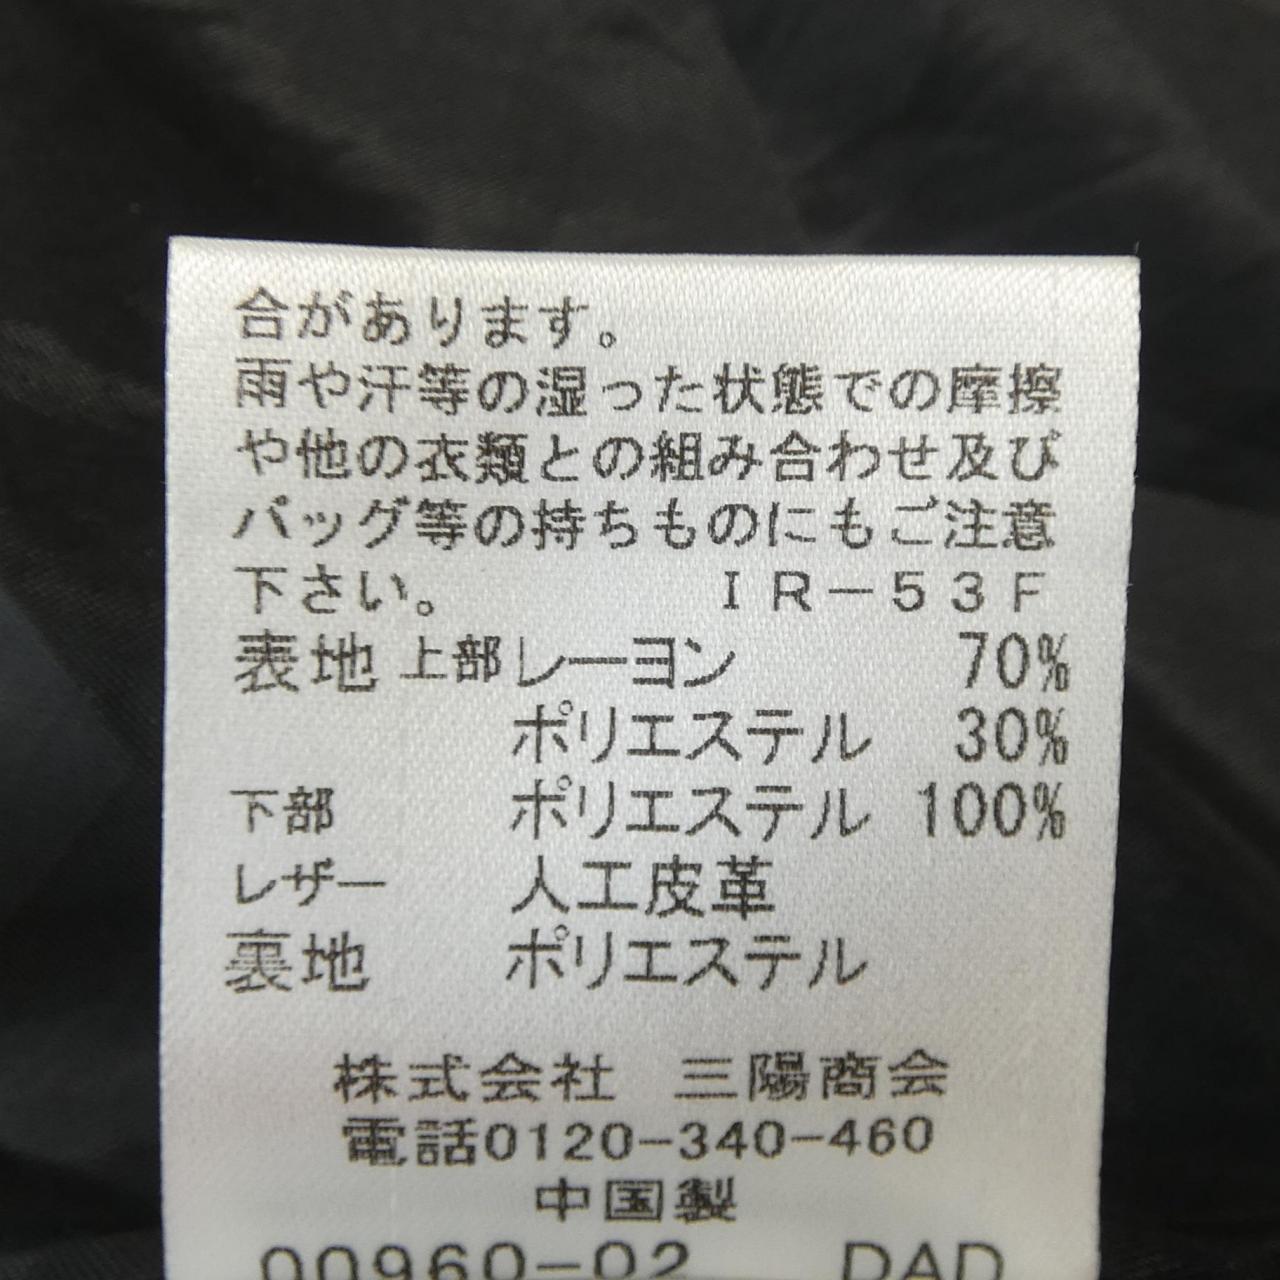 合があります。
雨や汗等の湿った状態での摩擦
や他の衣類との組み合わせ及び
バッグ等の持ちものにもご注意
下さい。 IR-53F
表地 上部 レーヨン 70%
ポリエステル 30%
下部 ポリエステル 100%
レザー 人工皮革
裏地 ポリエステル
株式会社 三陽商会
電話0120-340-460
中国製
00960-02 DAD